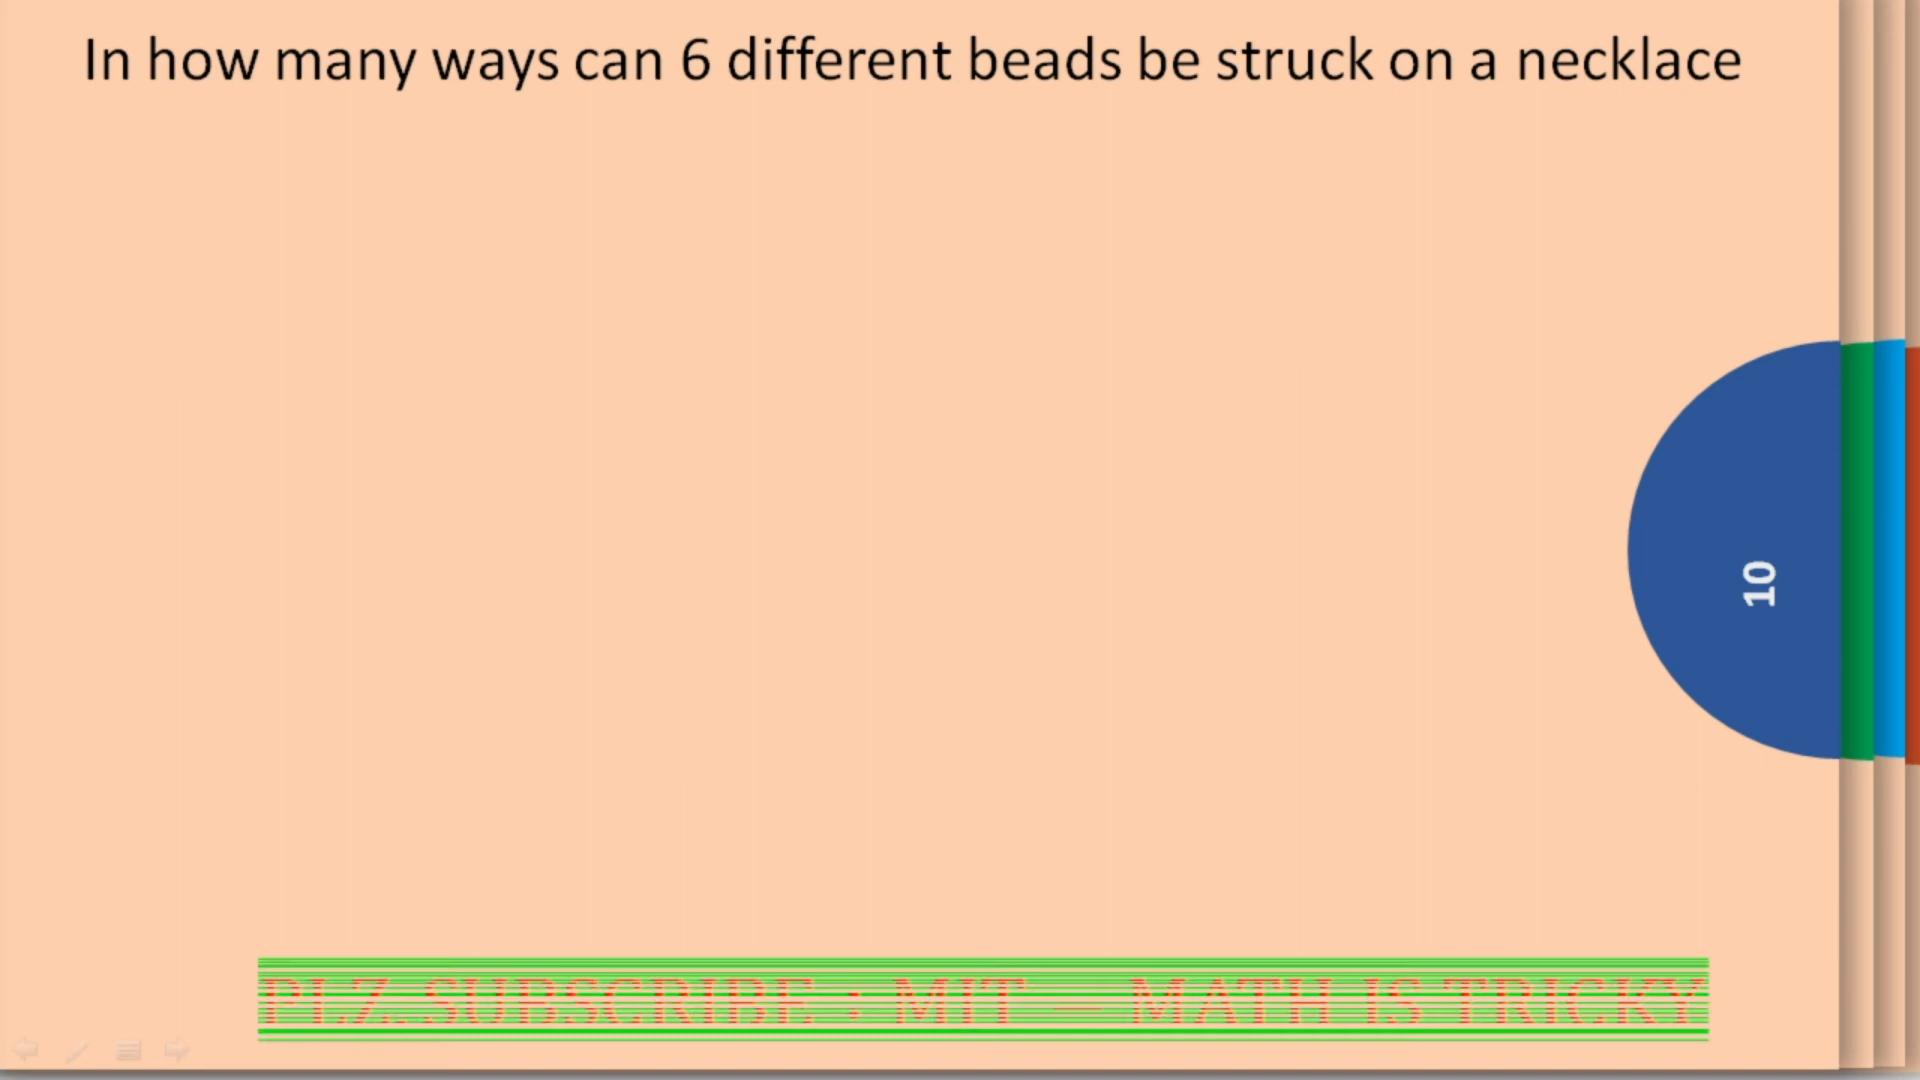 In how many ways can 6 different beads be struck on a necklace
10
PLZ SUBSCRIBE : MIT – MATH IS TRICKY